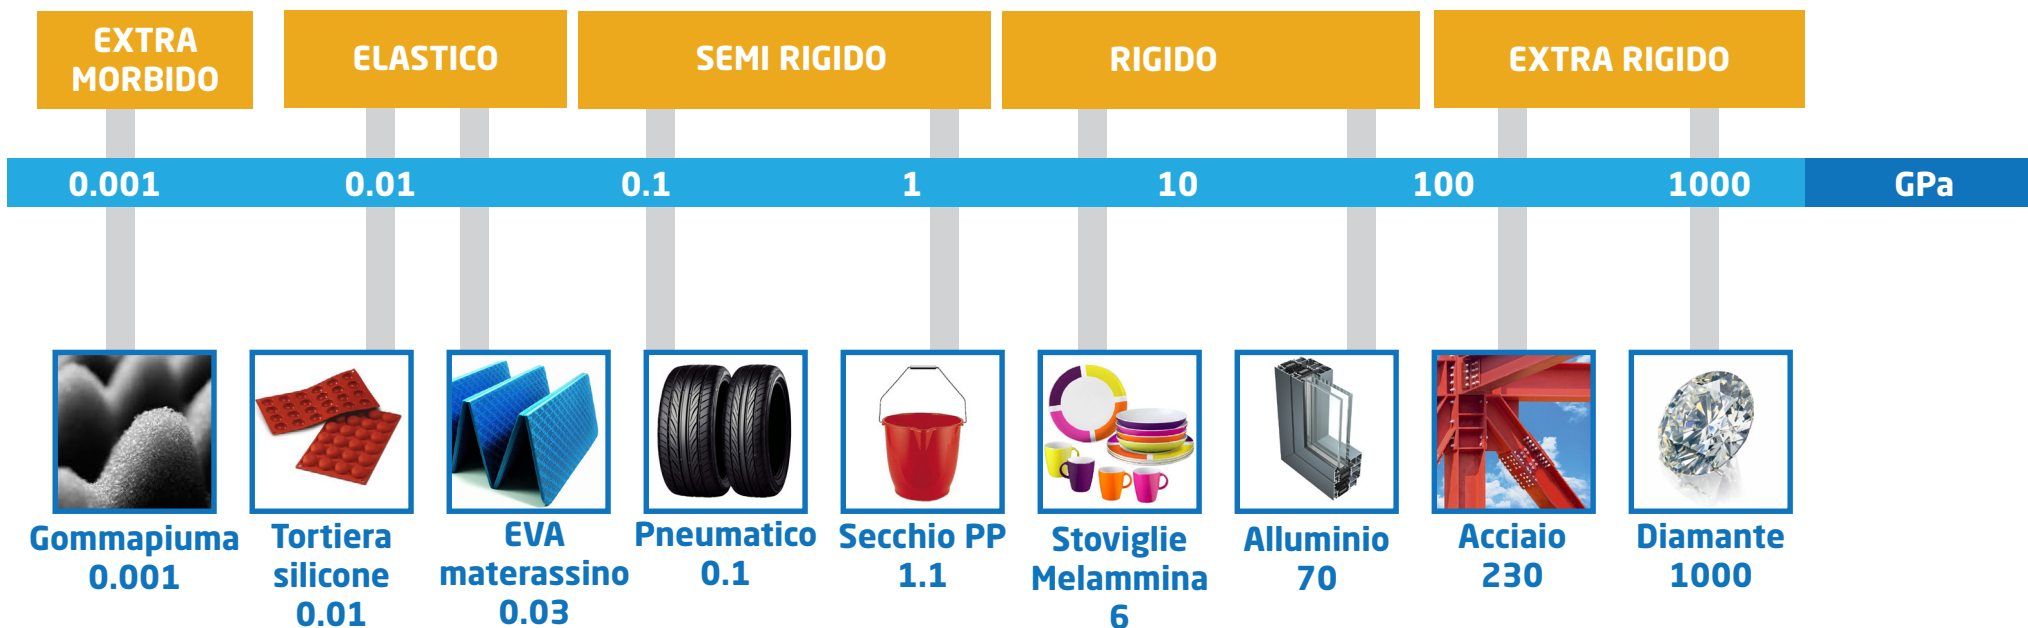 EXTRA
MORBIDO
ELASTICO
SEMI RIGIDO
RIGIDO
EXTRA RIGIDO
0.001 0.01 0.1 1 10 100 1000 GPa
Gommapiuma
0.001
Tortiera
silicone
0.01
EVA
materassino
0.03
Pneumatico
0.1
Secchio PP
1.1
Stoviglie
Melammina
6
Alluminio
70
Acciaio
230
Diamante
1000